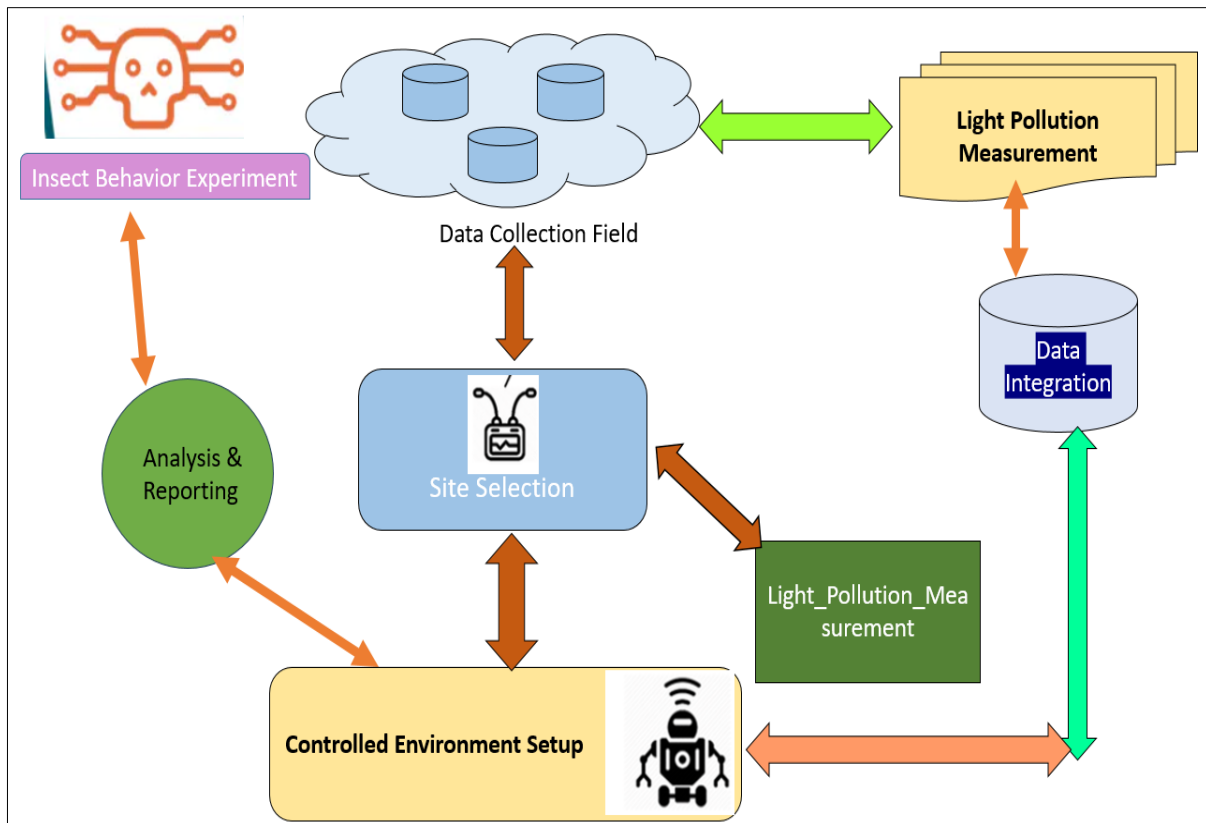 Insect Behavior Experiment
Data Collection Field
Light Pollution
Measurement
Data
Integration
Analysis &
Reporting
Site Selection
Light_Pollution_Mea
surement
Controlled Environment Setup